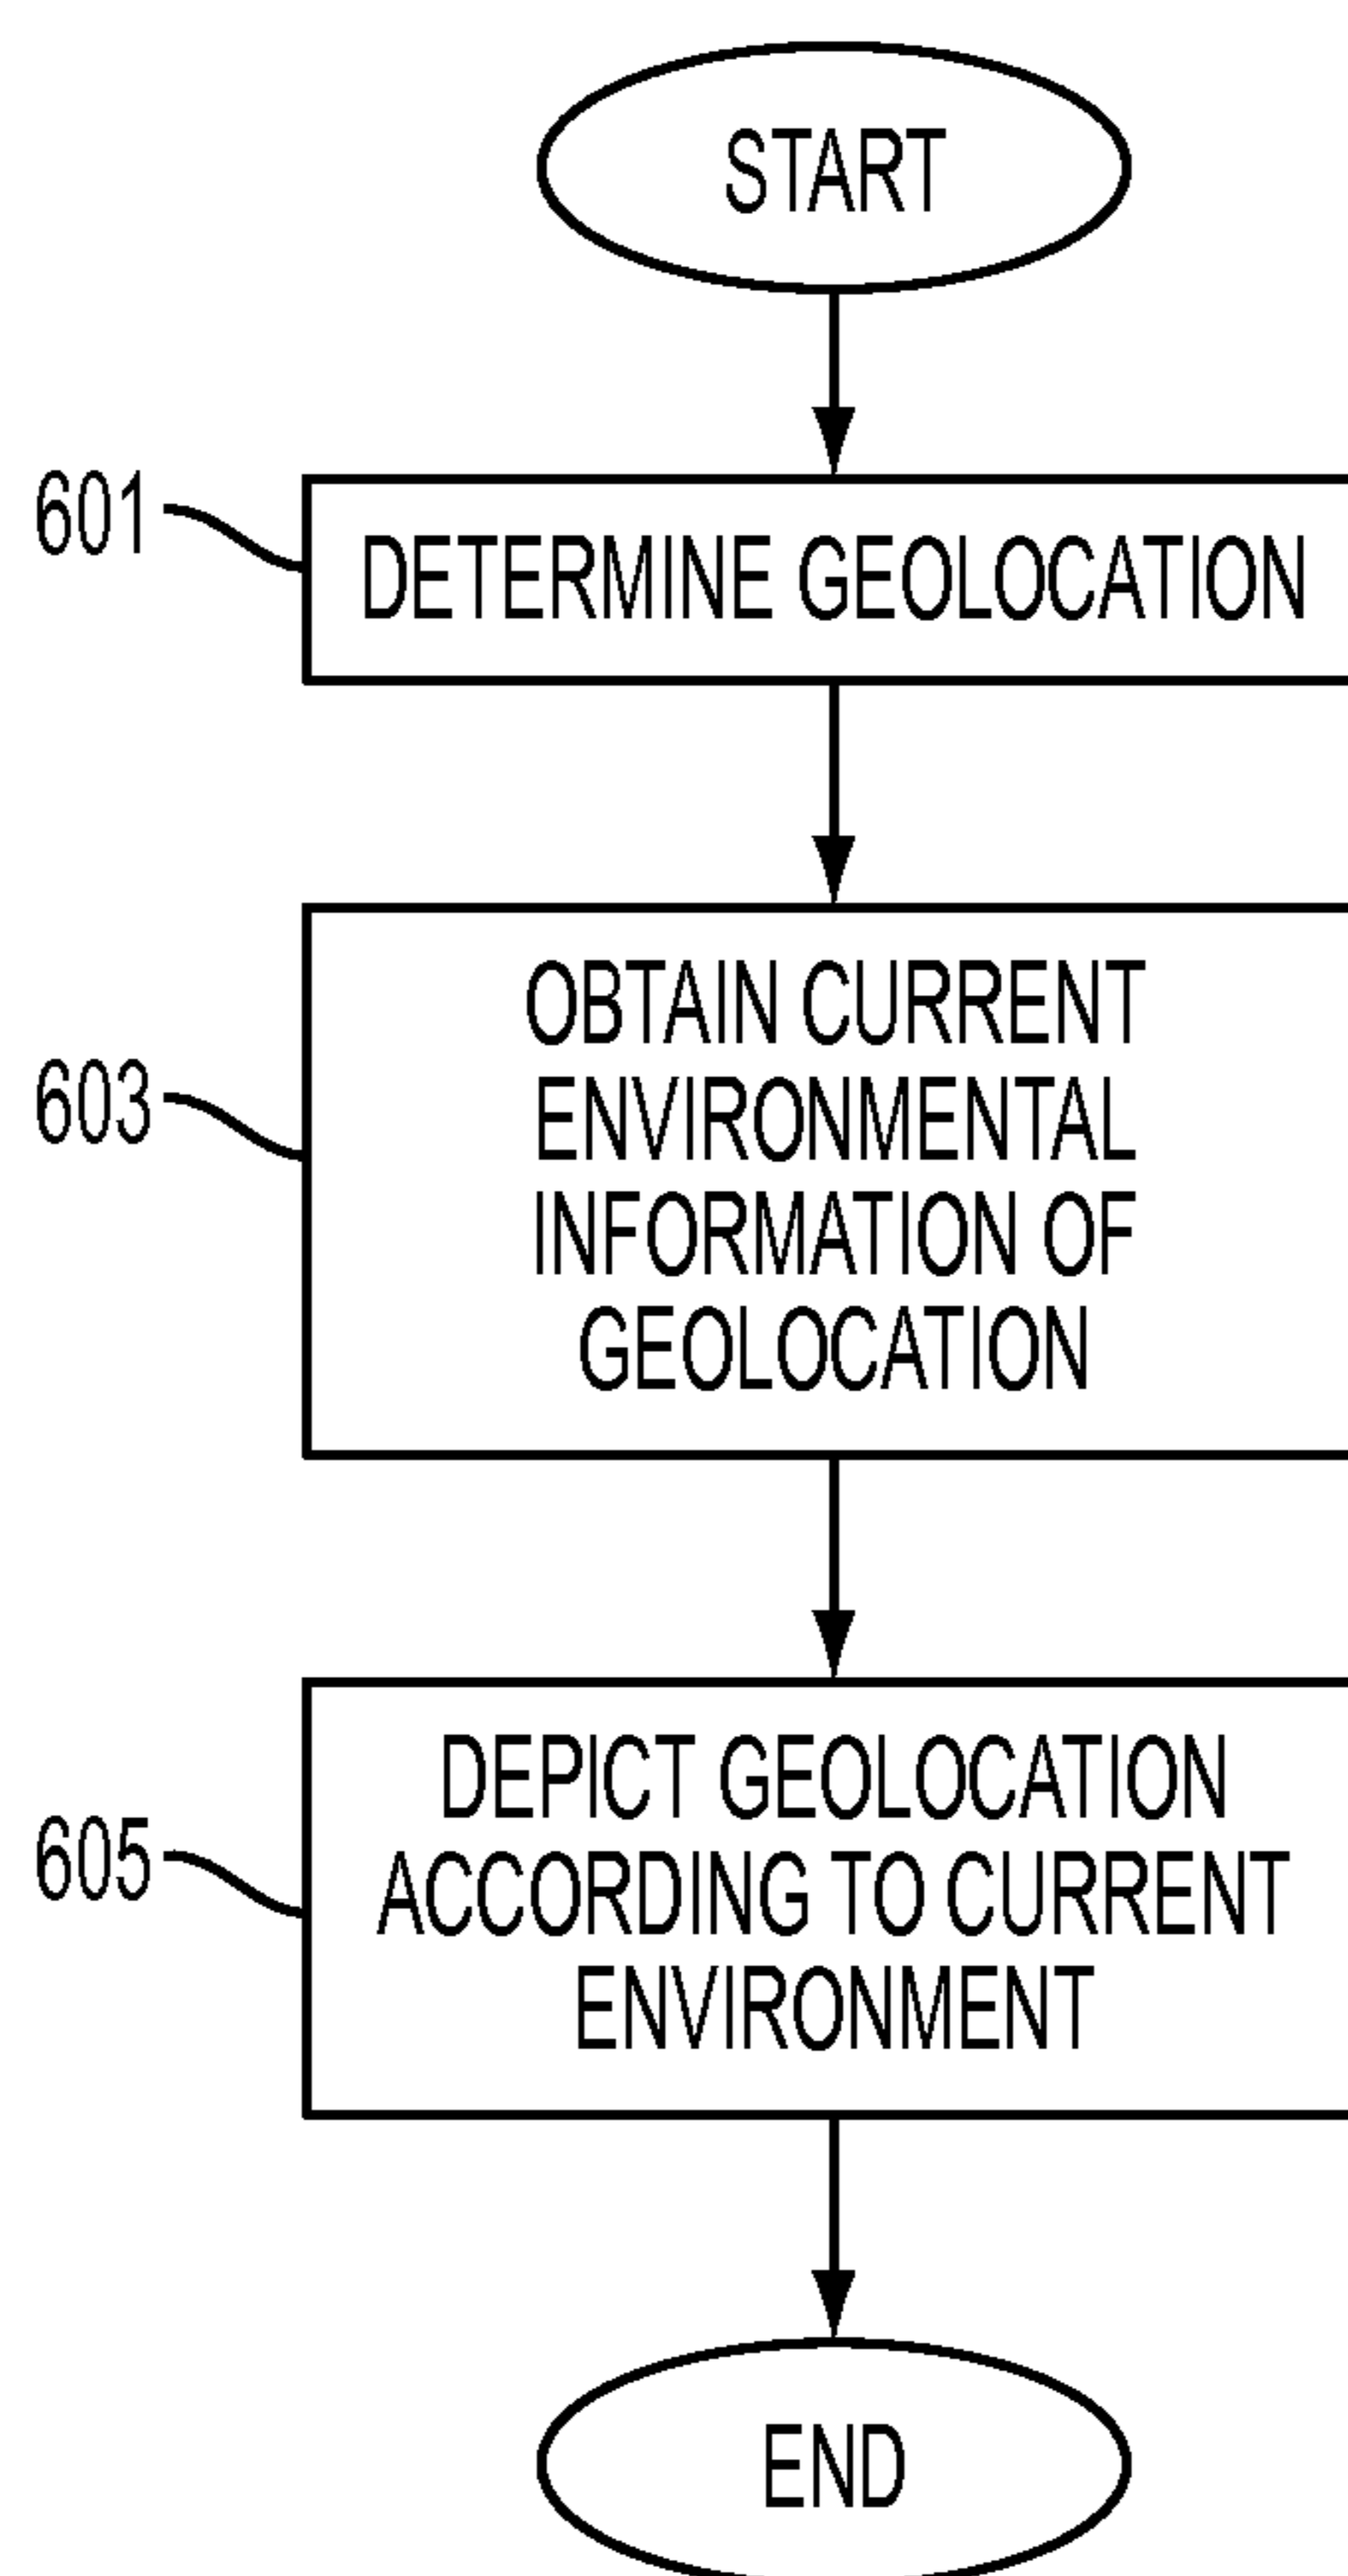 START
601
DETERMINE GEOLOCATION
603
OBTAIN CURRENT
ENVIRONMENTAL
INFORMATION OF
GEOLOCATION
605
DEPICT GEOLOCATION
ACCORDING TO CURRENT
ENVIRONMENT
END